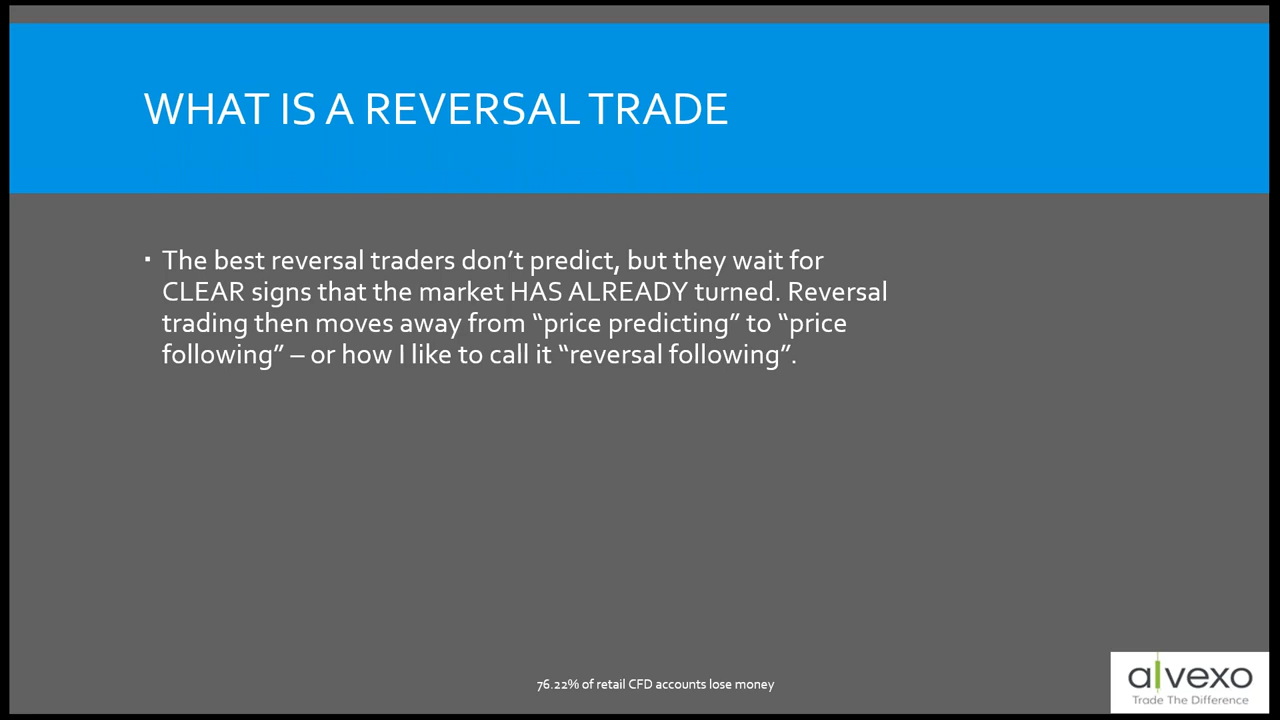 WHAT IS A REVERSAL TRADE
▪ The best reversal traders don’t predict, but they wait for
CLEAR signs that the market HAS ALREADY turned. Reversal
trading then moves away from “price predicting” to “price
following” – or how I like to call it “reversal following”.
76.22% of retail CFD accounts lose money
alvexo
Trade The Difference